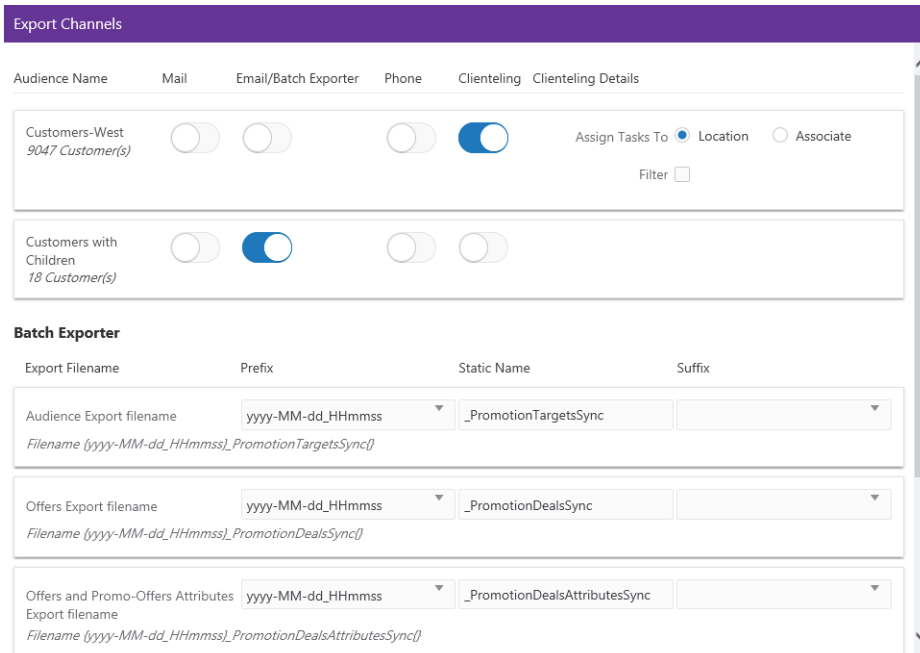 Export Channels
Audience Name Mail Email/Batch Exporter Phone Clienteling Clienteling Details
Customers-West
9047 Customer(s)
Assign Tasks To Location Associate
Filter
Customers with
Children
18 Customer(s)
Batch Exporter
Export Filename Prefix Static Name Suffix
Audience Export filename yyyy-MM-dd_HHmmss _PromotionTargetsSync
Filename {yyyy-MM-dd_HHmmss}_PromotionTargetsSync{}
Offers Export filename yyyy-MM-dd_HHmmss _PromotionDealsSync
Filename {yyyy-MM-dd_HHmmss}_PromotionDealsSync{}
Offers and Promo-Offers Attributes yyyy-MM-dd_HHmmss _PromotionDealsAttributesSync
Export filename
Filename {yyyy-MM-dd_HHmmss}_PromotionDealsAttributesSync{}